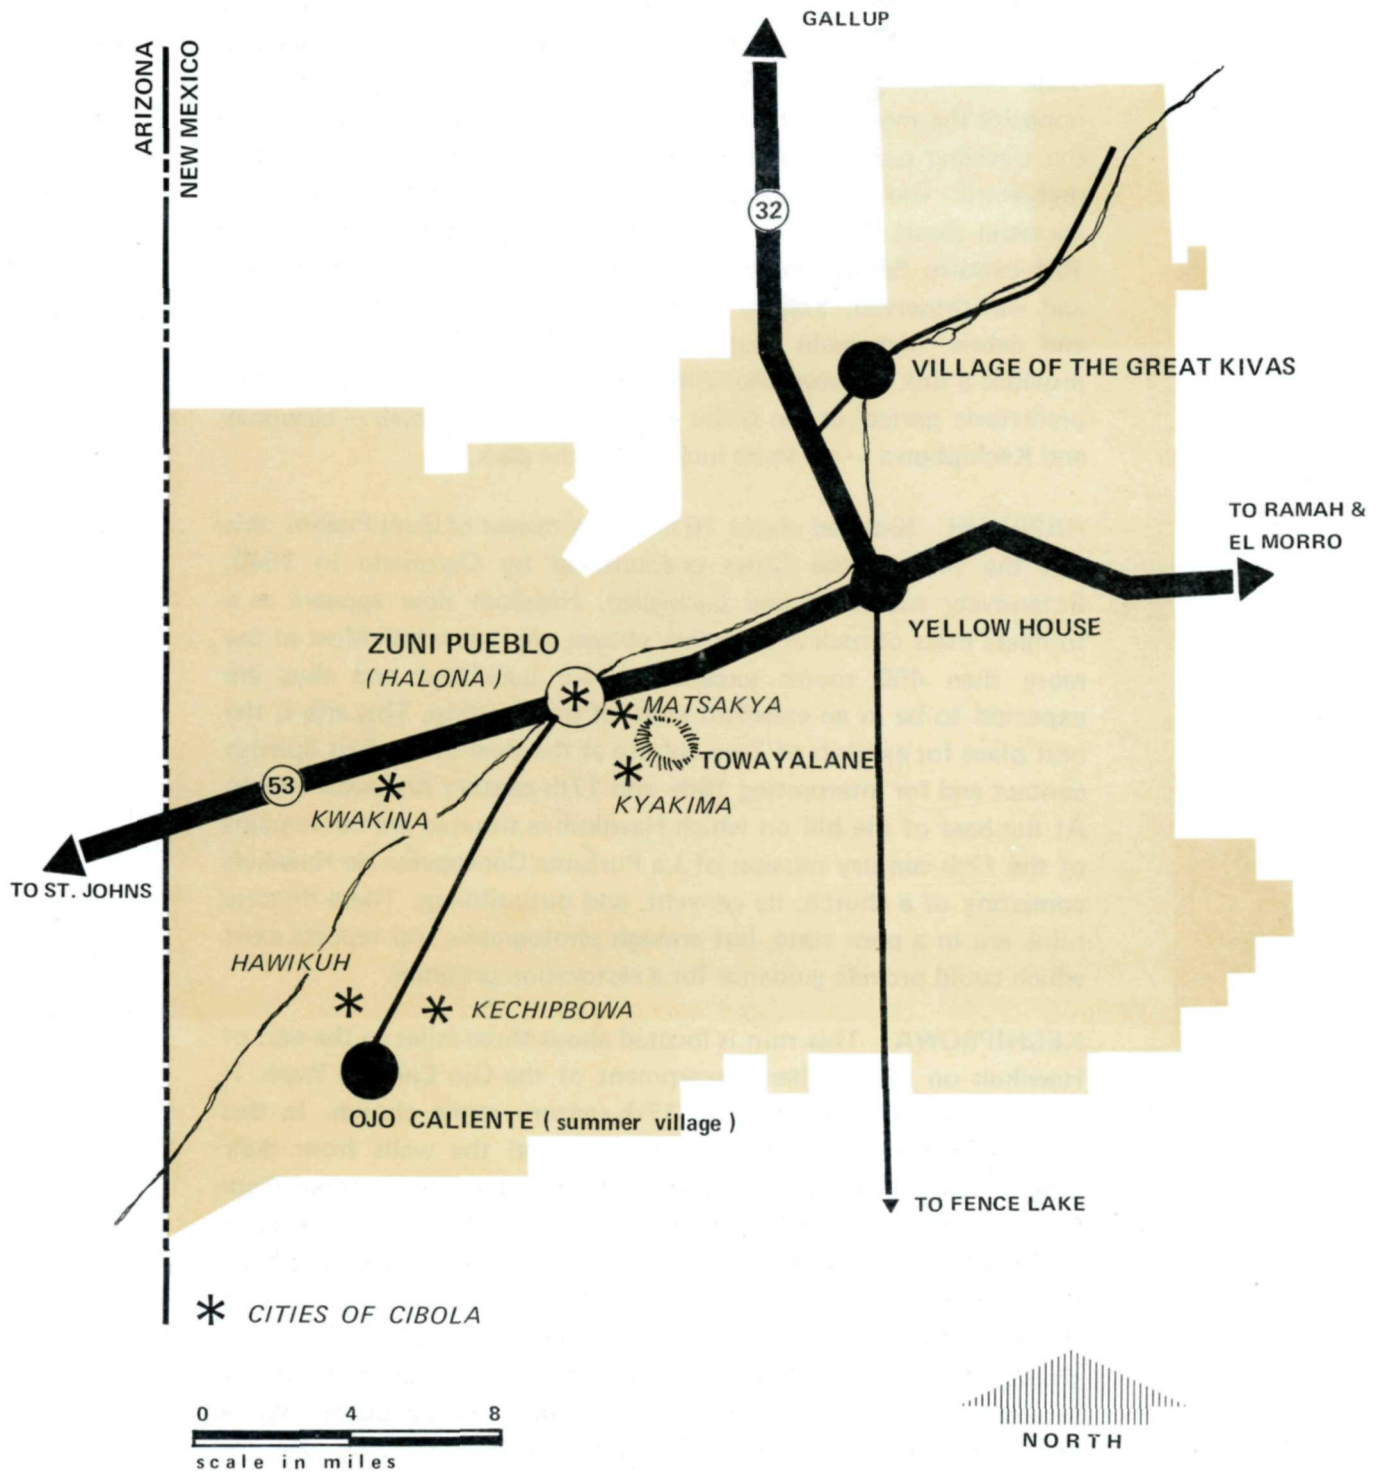 GALLUP
ARIZONA
NEW MEXICO
32
VILLAGE OF THE GREAT KIVAS
TO RAMAH &
EL MORRO
YELLOW HOUSE
ZUNI PUEBLO
(HALONA)
MATSAKYA
TOWAYALANE
53
KYAKIMA
KWAKINA
TO ST. JOHNS
HAWIKUH
KECHIPBOWA
OJO CALIENTE (summer village)
TO FENCE LAKE
* CITIES OF CIBOLA
0 4 8
scale in miles
NORTH